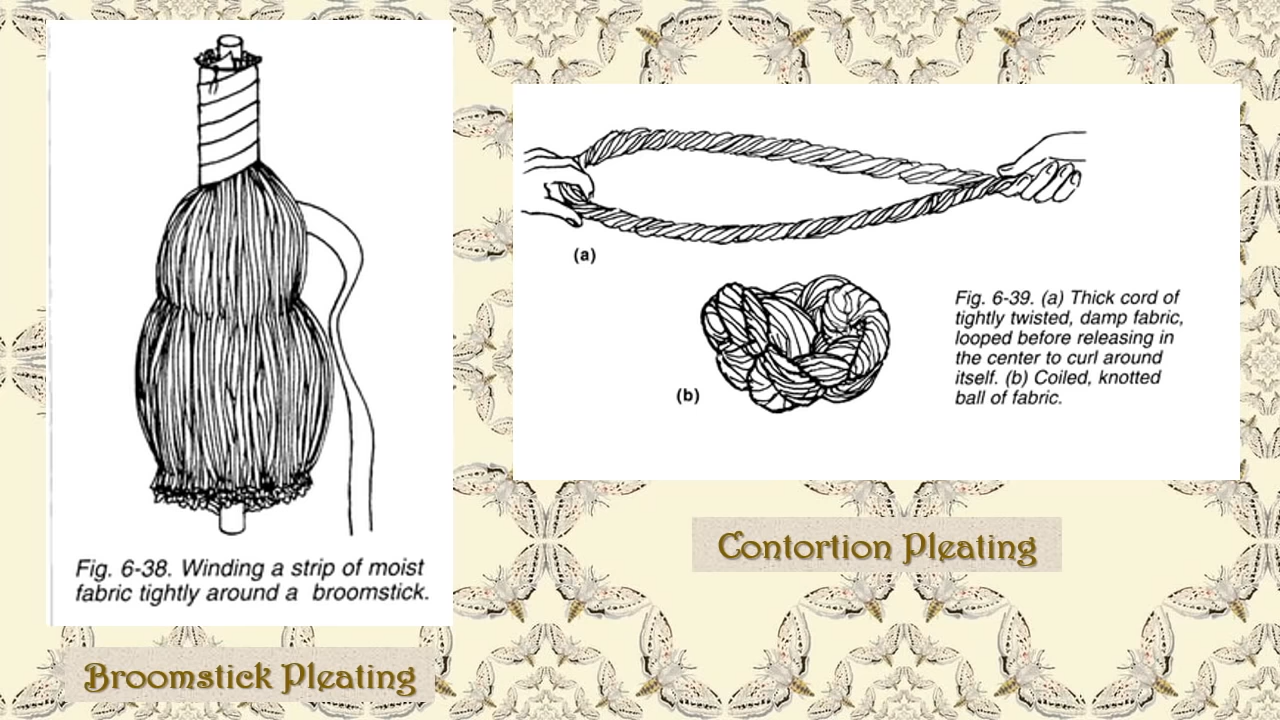 Fig. 6-38. Winding a strip of moist
fabric tightly around a broomstick.
Broomstick Pleating
(a)
(b)
Fig. 6-39. (a) Thick cord of
tightly twisted, damp fabric,
looped before releasing in
the center to curl around
itself. (b) Coiled, knotted
ball of fabric.
Contortion Pleating